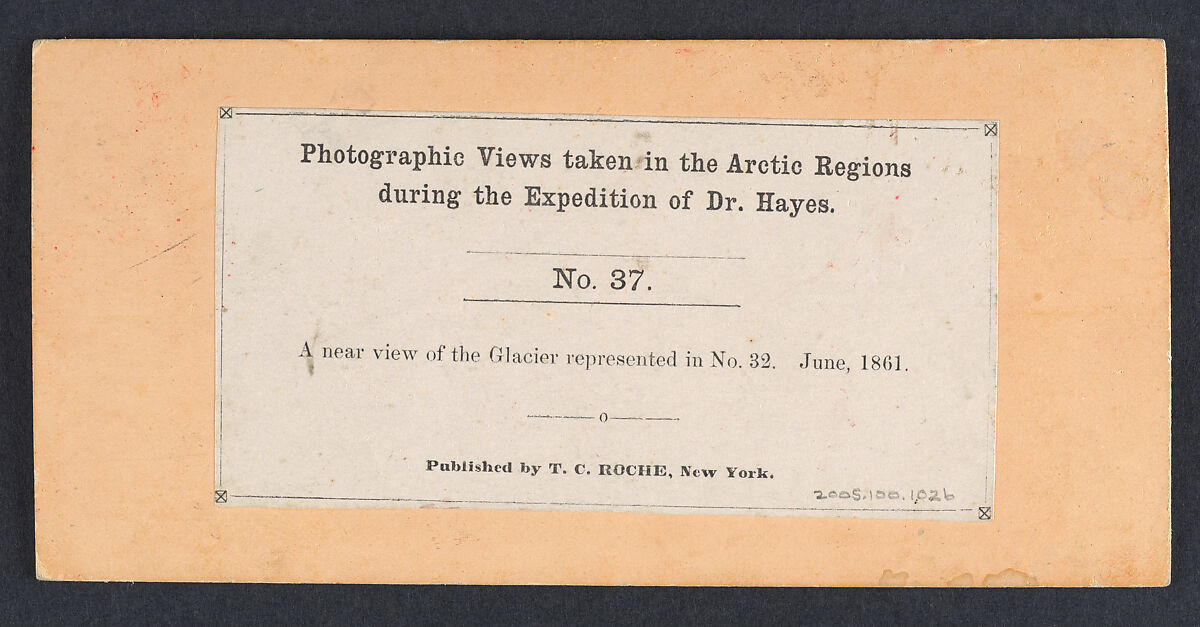 Photographic Views taken in the Arctic Regions
during the Expedition of Dr. Hayes.
No. 37.
A near view of the Glacier represented in No. 32. June, 1861.
o
Published by T. C. ROCHE, New York.
2005.100.1026